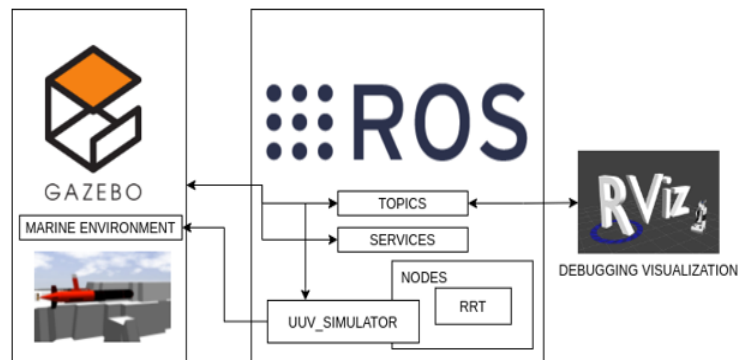 GAZEBO
MARINE ENVIRONMENT
ROS
TOPICS
SERVICES
NODES
RRT
UUV_SIMULATOR
RViz
DEBUGGING VISUALIZATION